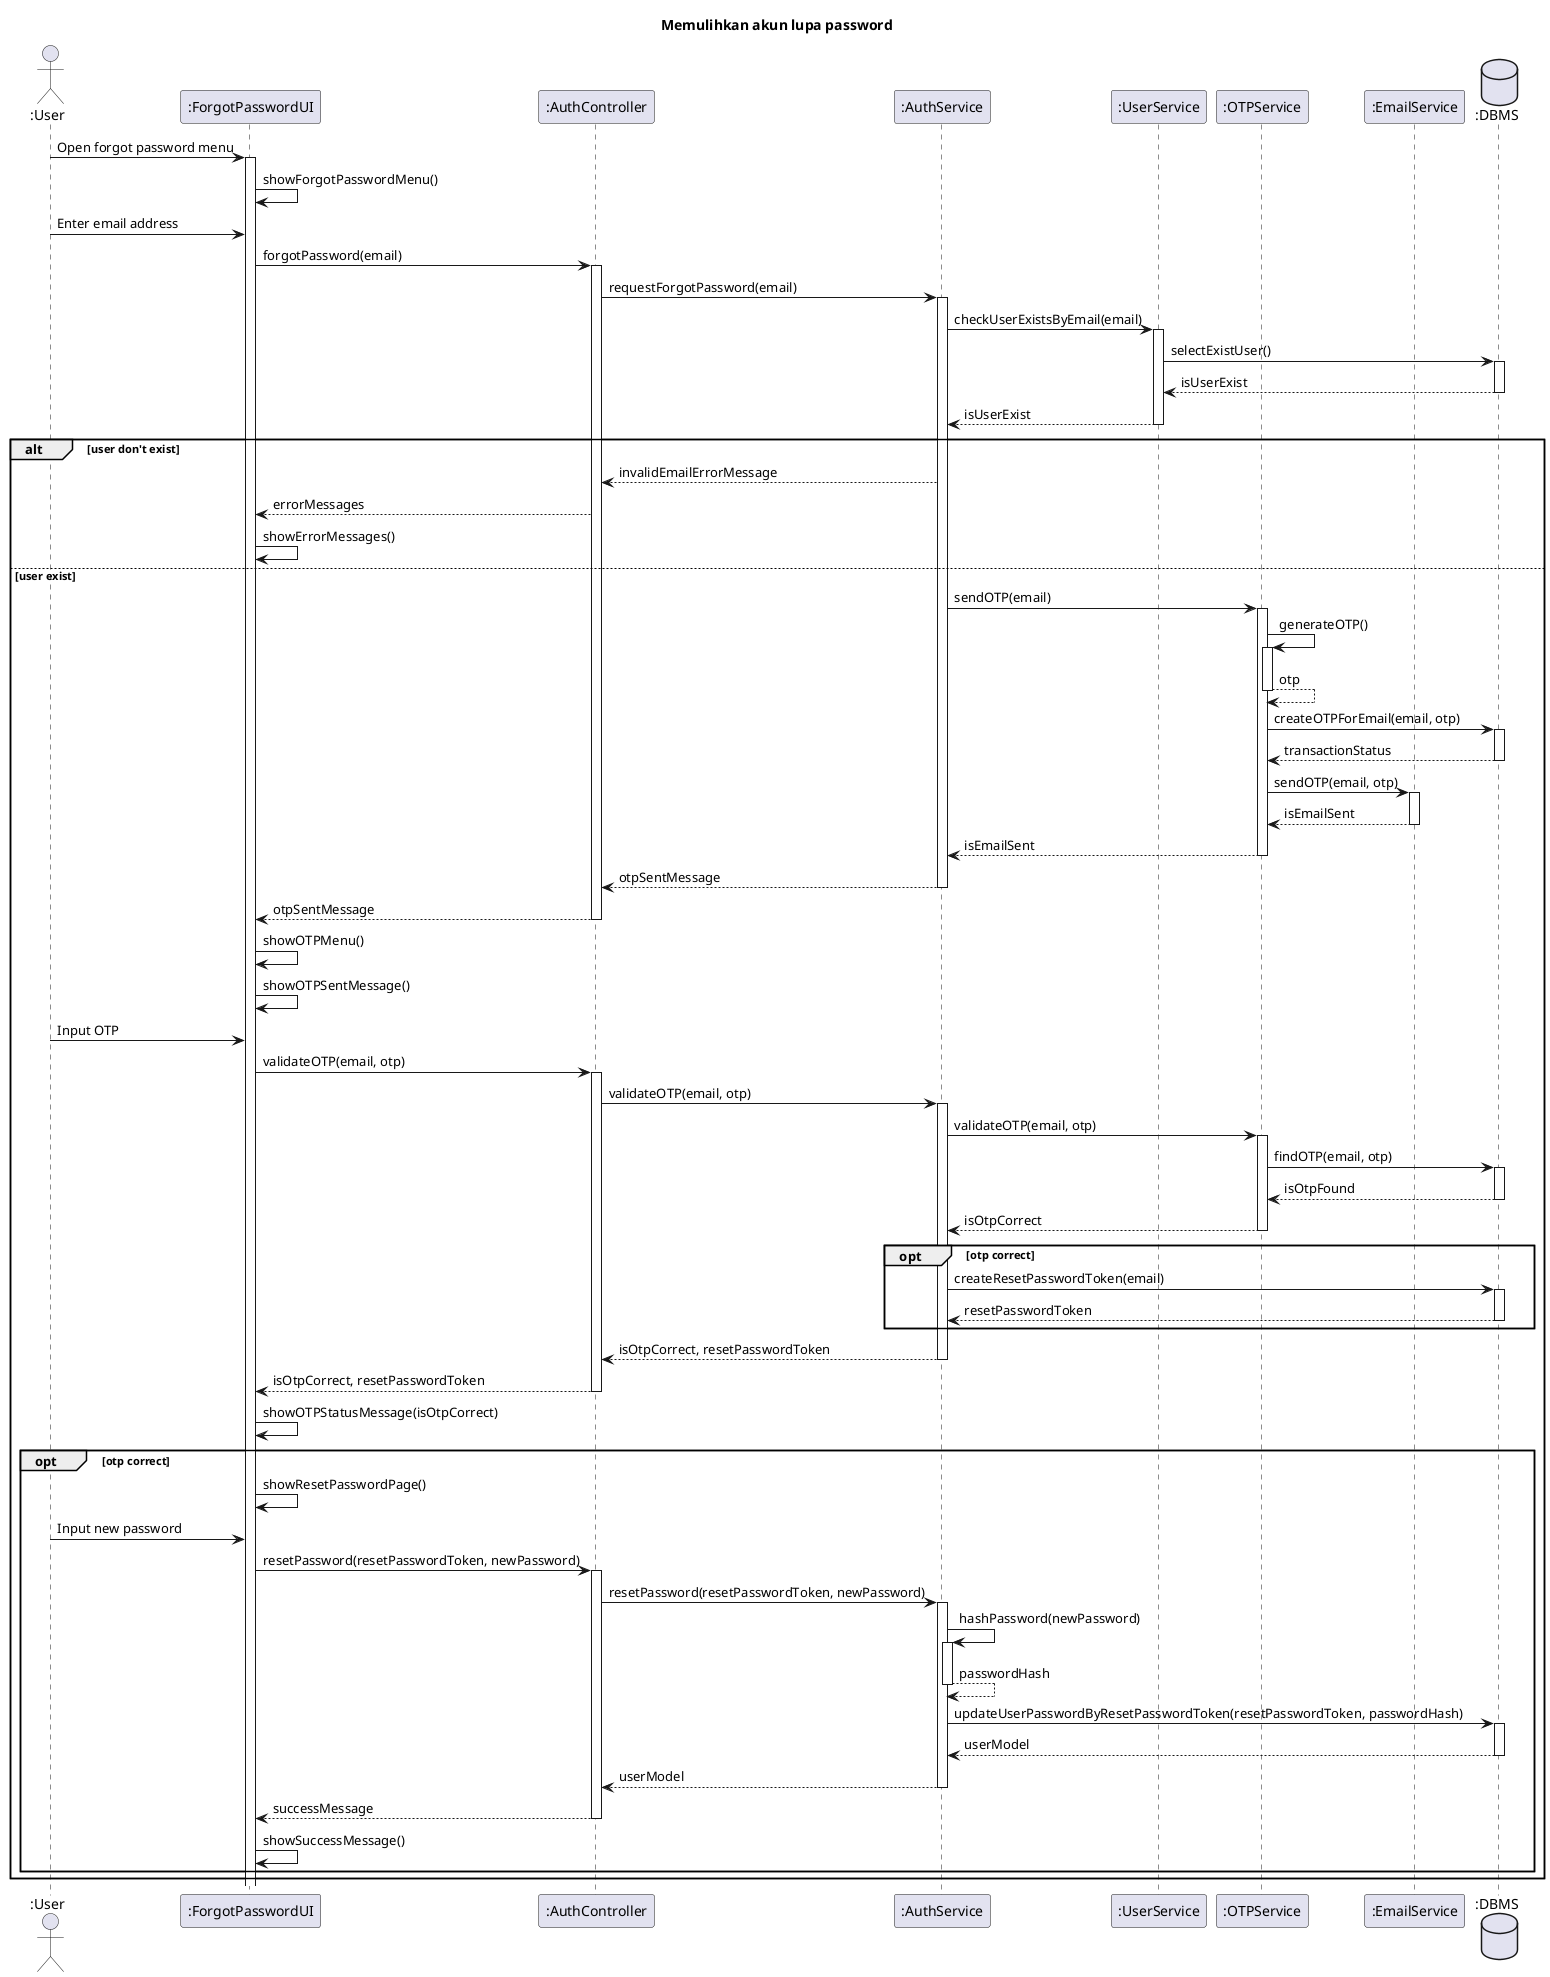 Memulihkan akun lupa password
:User
:ForgotPasswordUI
:AuthController
:AuthService
:UserService
:OTPService
:EmailService
:DBMS
Open forgot password menu
showForgotPasswordMenu()
Enter email address
forgotPassword(email)
requestForgotPassword(email)
checkUserExistsByEmail(email)
selectExistUser()
isUserExist
isUserExist
alt [user don't exist]
invalidEmailErrorMessage
errorMessages
showErrorMessages()
[user exist]
sendOTP(email)
generateOTP()
otp
createOTPForEmail(email, otp)
transactionStatus
sendOTP(email, otp)
isEmailSent
isEmailSent
otpSentMessage
otpSentMessage
showOTPMenu()
showOTPSentMessage()
Input OTP
validateOTP(email, otp)
validateOTP(email, otp)
validateOTP(email, otp)
findOTP(email, otp)
isOtpFound
isOtpCorrect
opt [otp correct]
createResetPasswordToken(email)
resetPasswordToken
isOtpCorrect, resetPasswordToken
isOtpCorrect, resetPasswordToken
showOTPStatusMessage(isOtpCorrect)
opt [otp correct]
showResetPasswordPage()
Input new password
resetPassword(resetPasswordToken, newPassword)
resetPassword(resetPasswordToken, newPassword)
hashPassword(newPassword)
passwordHash
updateUserPasswordByResetPasswordToken(resetPasswordToken, passwordHash)
userModel
userModel
successMessage
showSuccessMessage()
:User
:ForgotPasswordUI
:AuthController
:AuthService
:UserService
:OTPService
:EmailService
:DBMS